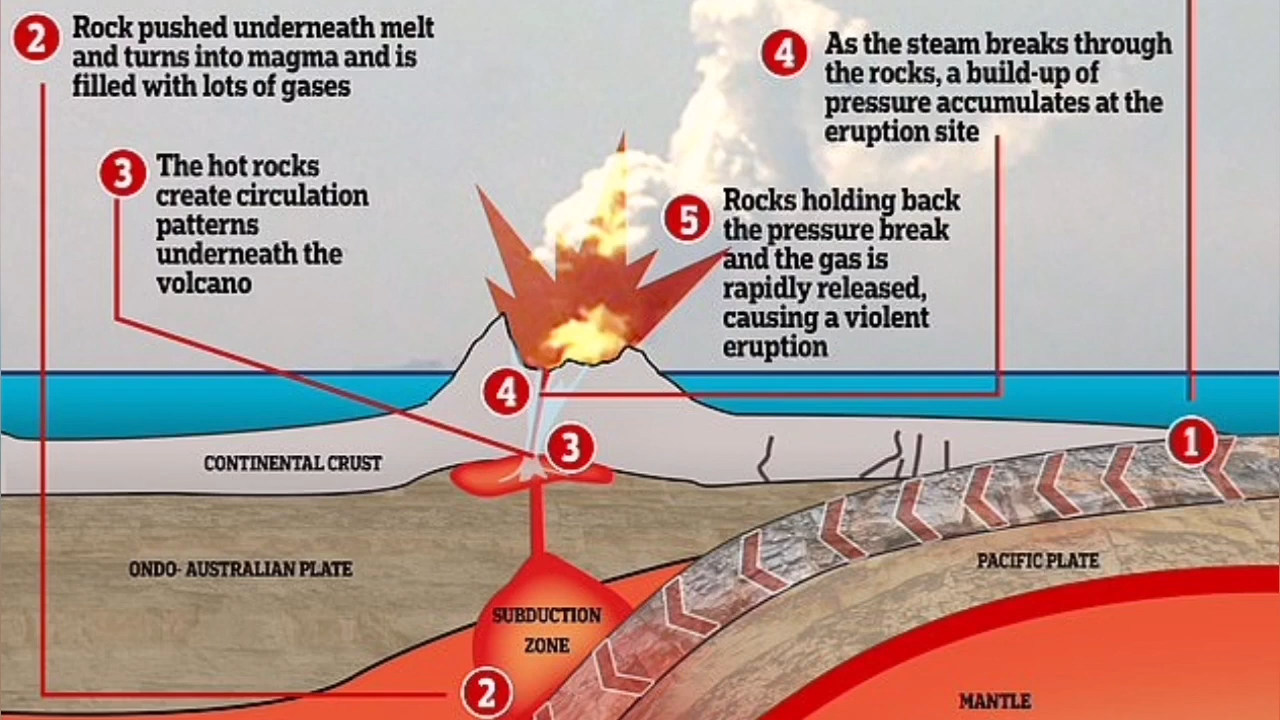 2
Rock pushed underneath melt
and turns into magma and is
filled with lots of gases
3
The hot rocks
create circulation
patterns
underneath the
volcano
4
As the steam breaks through
the rocks, a build-up of
pressure accumulates at the
eruption site
5
Rocks holding back
the pressure break
and the gas is
rapidly released,
causing a violent
eruption
4
3
1
CONTINENTAL CRUST
ONDO- AUSTRALIAN PLATE
PACIFIC PLATE
SUBDUCTION
ZONE
2
MANTLE